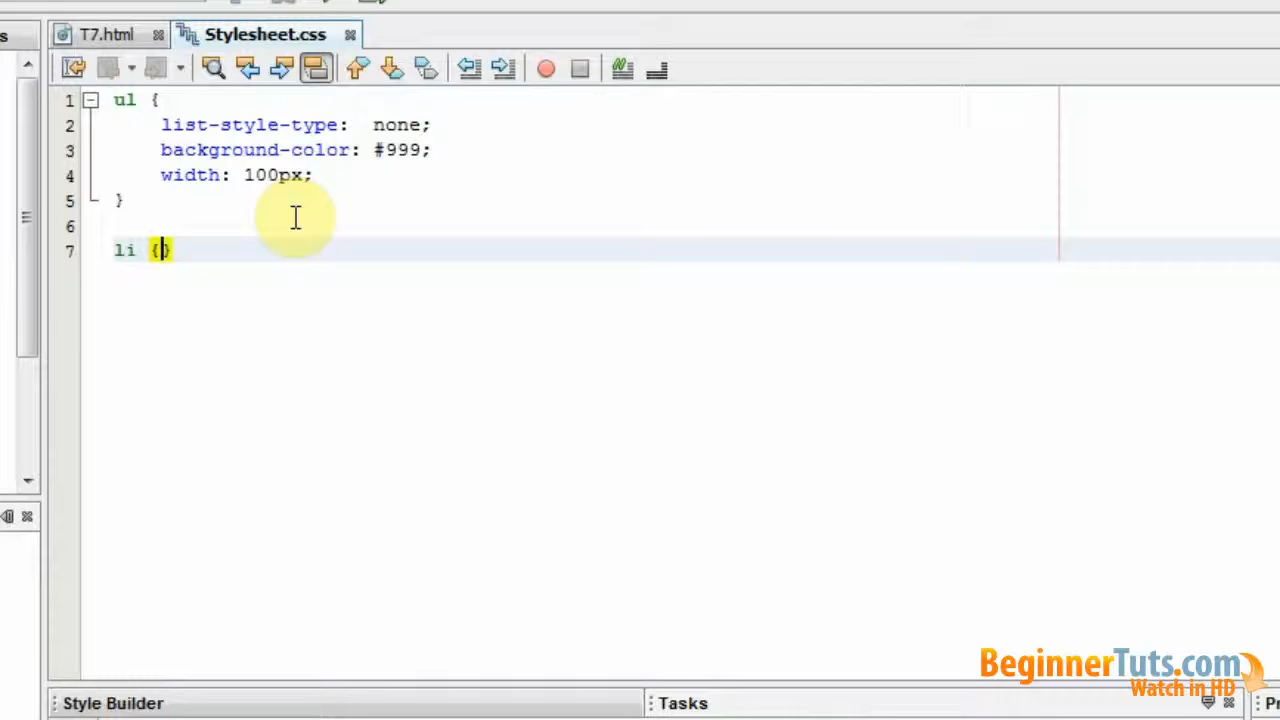 s T7.html Stylesheet.css
1 ul {
2 list-style-type: none;
3 background-color: #999;
4 width: 100px;
5 }
6
7 li {}
BeginnerTuts.com
Watch in HD
Style Builder Tasks Pr